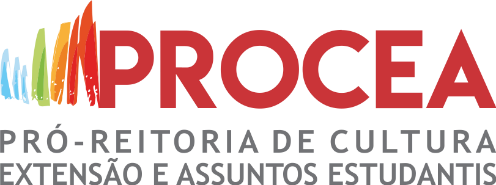 PROCEA
PRÓ-REITORIA DE CULTURA
EXTENSÃO E ASSUNTOS ESTUDANTIS